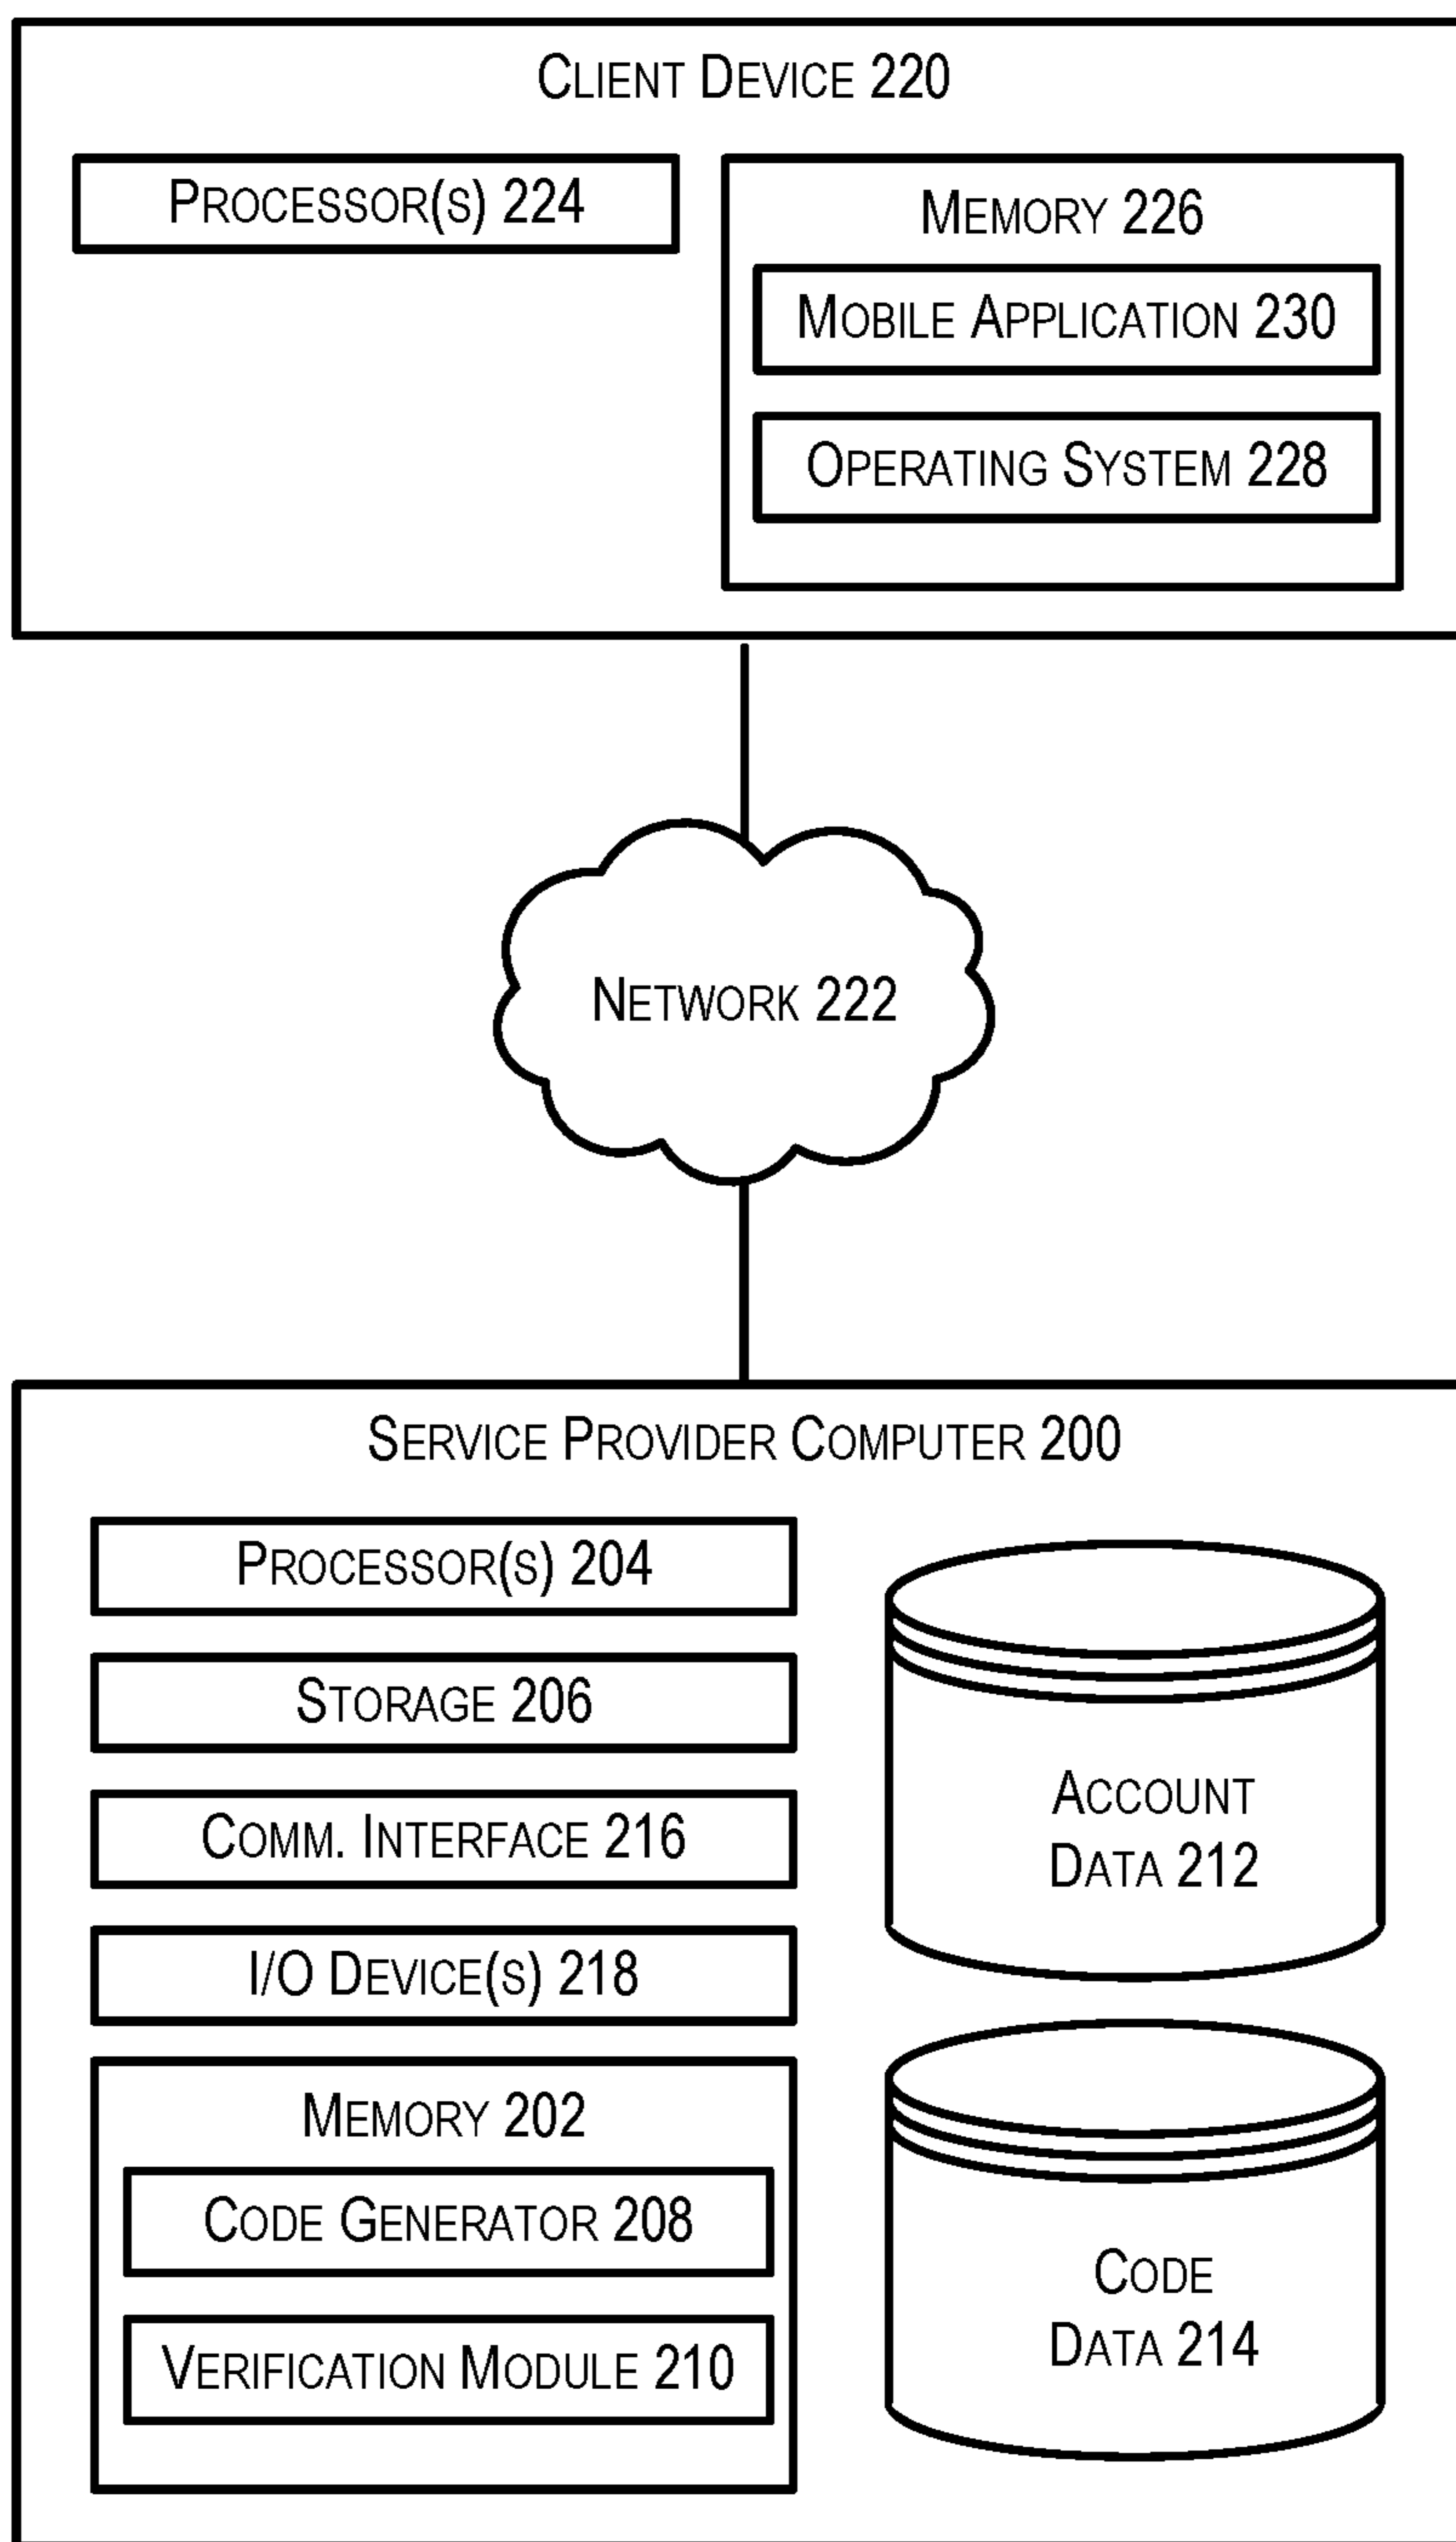 CLIENT DEVICE 220
PROCESSOR(S) 224
MEMORY 226
MOBILE APPLICATION 230
OPERATING SYSTEM 228
NETWORK 222
SERVICE PROVIDER COMPUTER 200
PROCESSOR(S) 204
STORAGE 206
COMM. INTERFACE 216
I/O DEVICE(S) 218
MEMORY 202
CODE GENERATOR 208
VERIFICATION MODULE 210
ACCOUNT
DATA 212
CODE
DATA 214